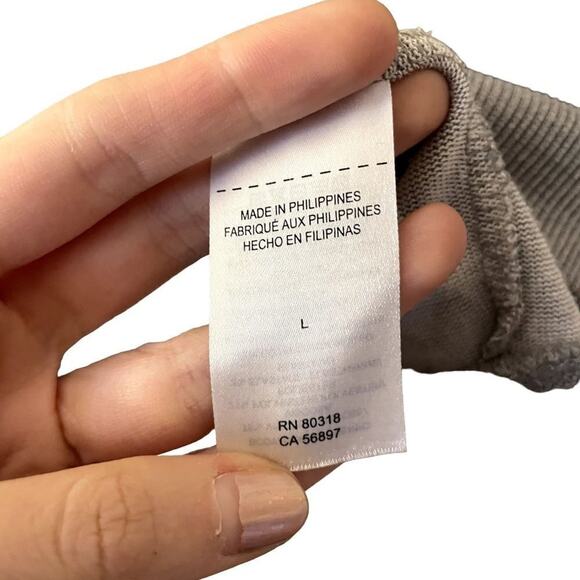 MADE IN PHILIPPINES
FABRIQUÉ AUX PHILIPPINES
HECHO EN FILIPINAS
L
RN 80318
CA 56897